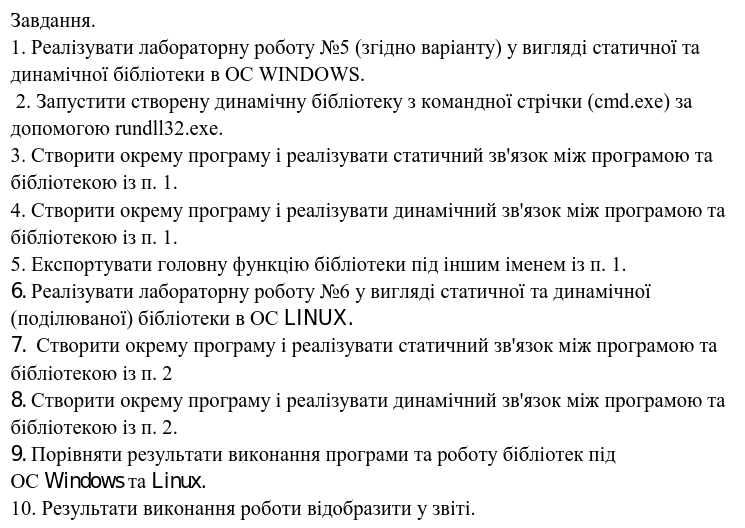 Завдання.
1. Реалізувати лабораторну роботу №5 (згідно варіанту) у вигляді статичної та
динамічної бібліотеки в ОС WINDOWS.
2. Запустити створену динамічну бібліотеку з командної стрічки (cmd.exe) за
допомогою rundll32.exe.
3. Створити окрему програму і реалізувати статичний зв'язок між програмою та
бібліотекою із п. 1.
4. Створити окрему програму і реалізувати динамічний зв'язок між програмою та
бібліотекою із п. 1.
5. Експортувати головну функцію бібліотеки під іншим іменем із п. 1.
6. Реалізувати лабораторну роботу №6 у вигляді статичної та динамічної
(поділюваної) бібліотеки в ОС LINUX.
7. Створити окрему програму і реалізувати статичний зв'язок між програмою та
бібліотекою із п. 2
8. Створити окрему програму і реалізувати динамічний зв'язок між програмою та
бібліотекою із п. 2.
9. Порівняти результати виконання програми та роботу бібліотек під
ОС Windows та Linux.
10. Результати виконання роботи відобразити у звіті.